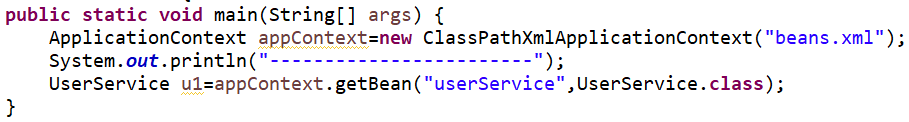 public static void main(String[] args) {
    ApplicationContext appContext=new ClassPathXmlApplicationContext("beans.xml");
    System.out.println("------------------------");
    UserService u1=appContext.getBean("userService",UserService.class);
}